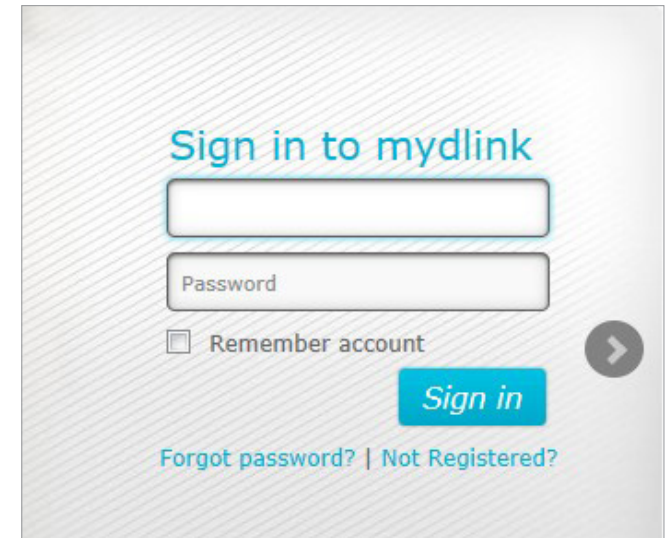 Sign in to mydlink
Password
Remember account
Sign in
Forgot password? | Not Registered?